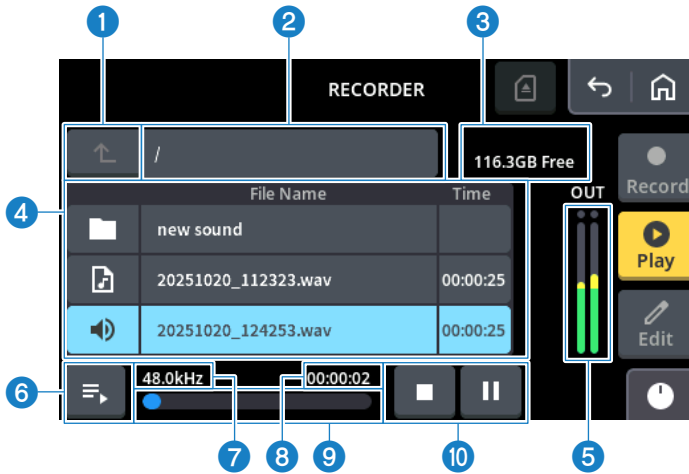 1 2 3
RECORDER
/
116.3GB Free
Record
4
File Name Time
OUT
new sound
Play
20251020_112323.wav 00:00:25
20251020_124253.wav 00:00:25
Edit
6
48.0kHz 00:00:02
7 8 9 10 5